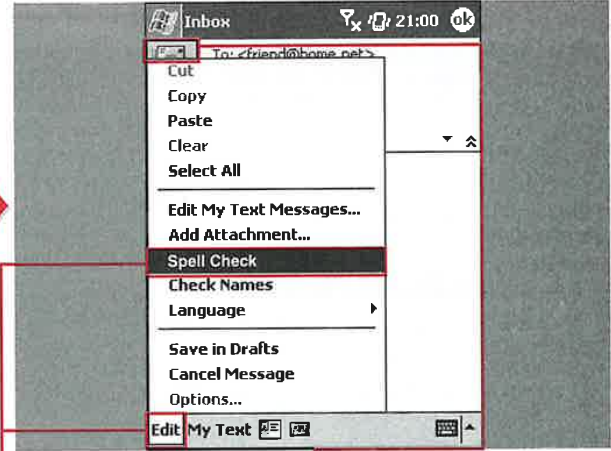 Inbox 21:00 ok
To: <friend@home.net>
Cut
Copy
Paste
Clear
Select All
Edit My Text Messages...
Add Attachment...
Spell Check
Check Names
Language
Save in Drafts
Cancel Message
Options...
Edit My Text